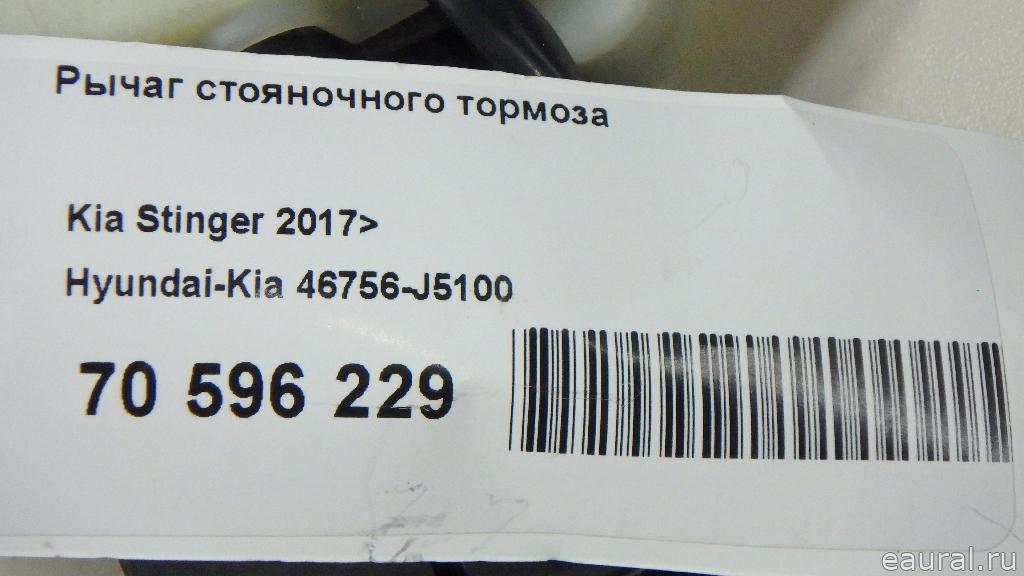 Рычаг стояночного тормоза
Kia Stinger 2017>
Hyundai-Kia 46756-J5100
70 596 229
eaural.ru